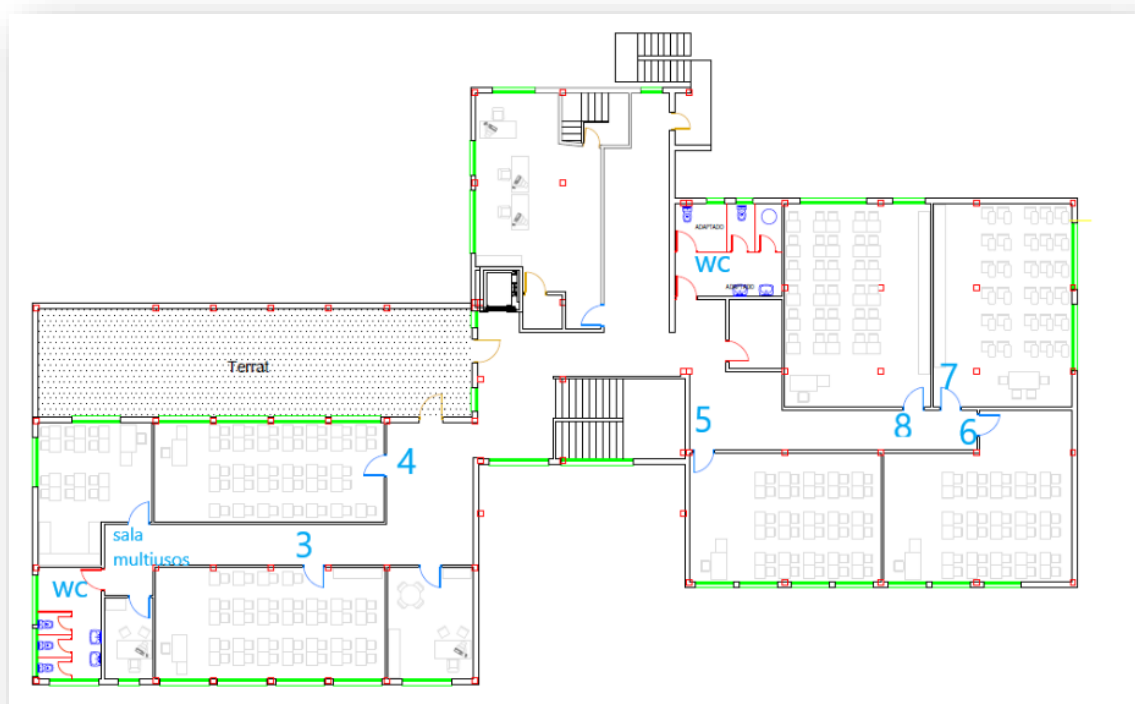 ADAPTADO
WC
ADAPTADO
Terrat
7
5
8
6
4
sala
multiusos
3
WC